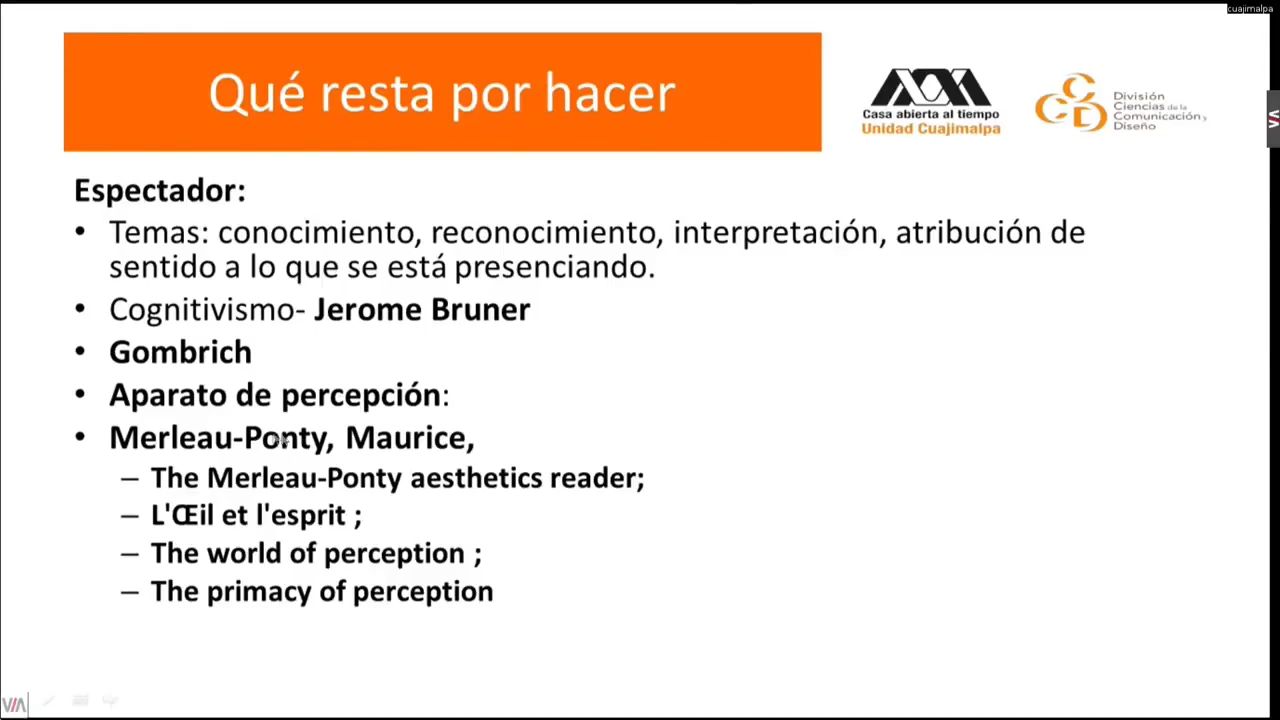 cuajimalpa
Qué resta por hacer
Casa abierta al tiempo
Unidad Cuajimalpa
División
Ciencias de la
Comunicación y
Diseño
Espectador:
• Temas: conocimiento, reconocimiento, interpretación, atribución de
sentido a lo que se está presenciando.
• Cognitivismo- Jerome Bruner
• Gombrich
• Aparato de percepción:
• Merleau-Ponty, Maurice,
– The Merleau-Ponty aesthetics reader;
– L'Œil et l'esprit ;
– The world of perception ;
– The primacy of perception